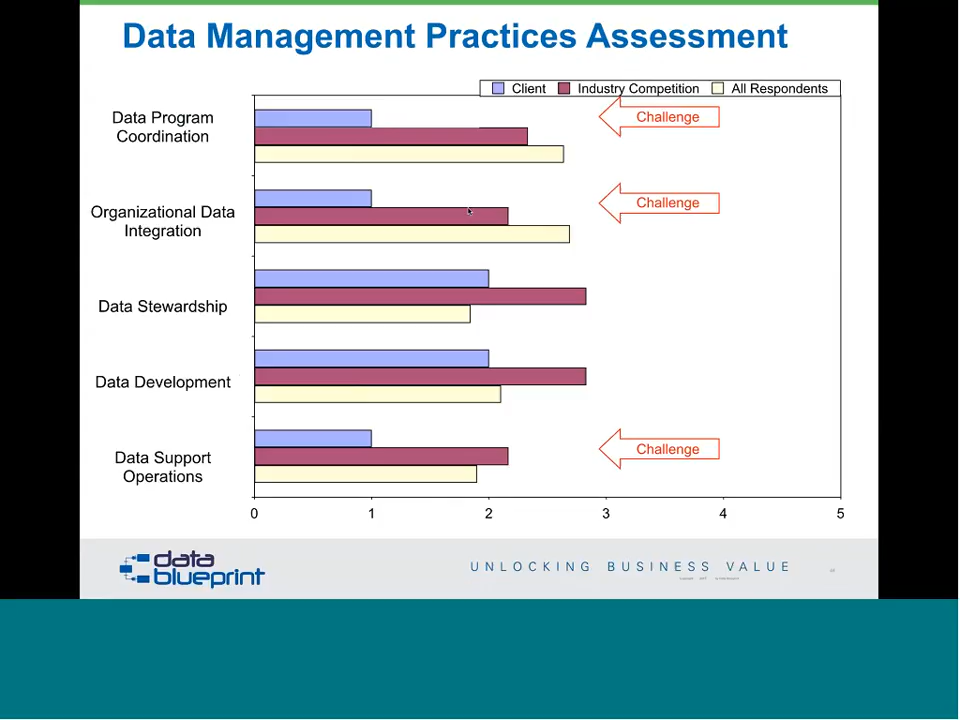 Data Management Practices Assessment
Client Industry Competition All Respondents
Data Program
Coordination
Challenge
Organizational Data
Integration
Challenge
Data Stewardship
Data Development
Data Support
Operations
Challenge
0 1 2 3 4 5
data
blueprint
UNLOCKING BUSINESS VALUE